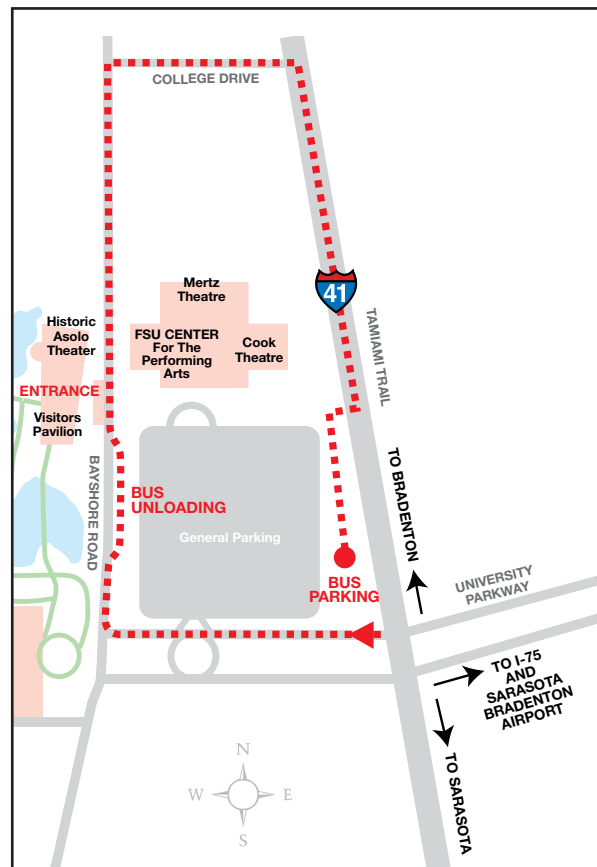 COLLEGE DRIVE
41
TAMIAMI TRAIL
Mertz
Theatre
FSU CENTER
For The
Performing
Arts
Cook
Theatre
Historic
Asolo
Theater
ENTRANCE
Visitors
Pavilion
BAYSHORE ROAD
BUS
UNLOADING
General Parking
BUS
PARKING
TO BRADENTON
UNIVERSITY
PARKWAY
TO I-75
AND
SARASOTA
BRADENTON
AIRPORT
TO SARASOTA
N
W
E
S